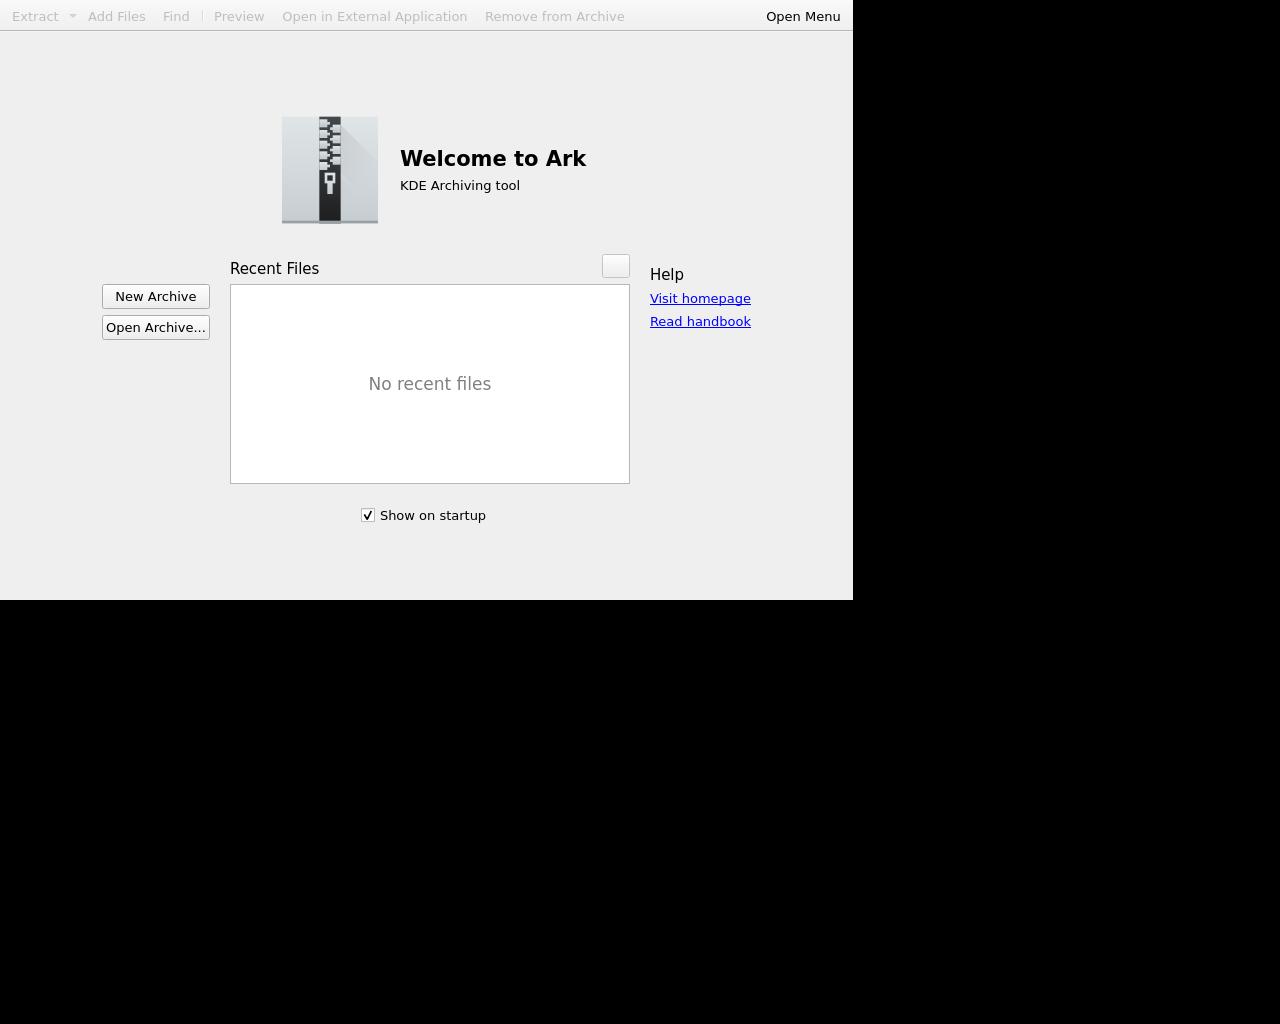 Extract Add Files Find Preview Open in External Application Remove from Archive Open Menu
Welcome to Ark
KDE Archiving tool
Recent Files
Help
New Archive
Visit homepage
Open Archive...
Read handbook
No recent files
Show on startup